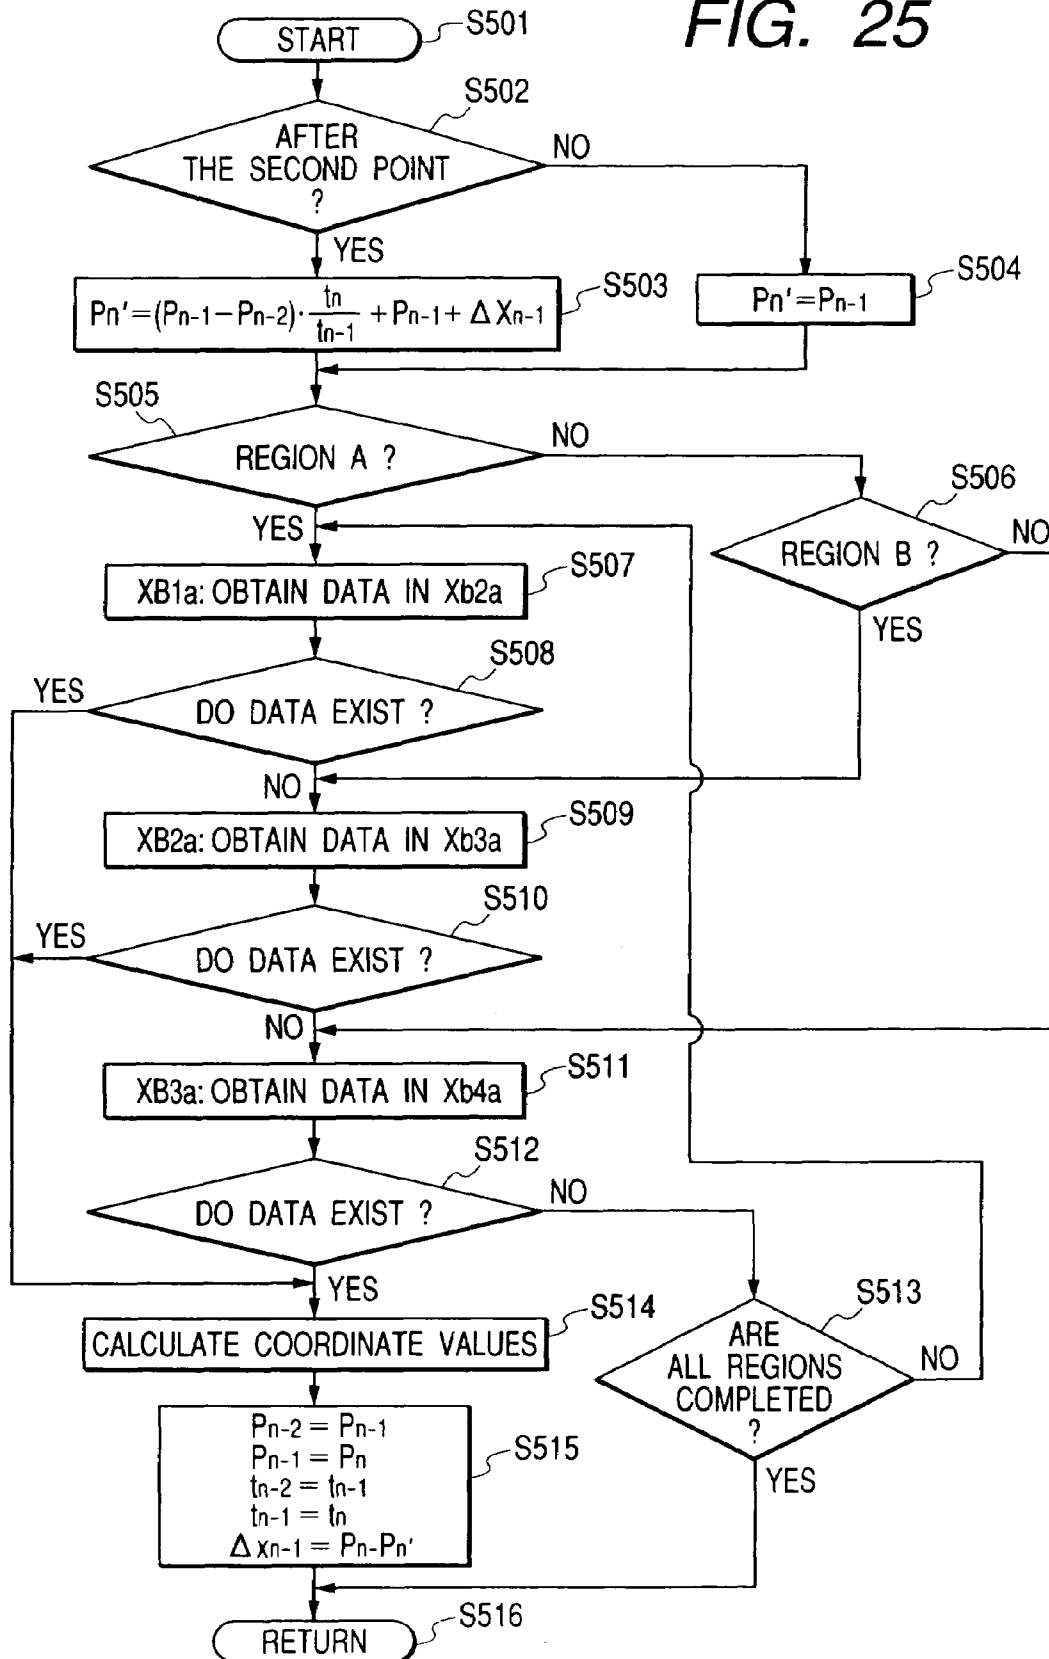 FIG. 25
START
S501
S502
AFTER
THE SECOND POINT
?
NO
YES
S503
Pn'=(Pn-1−Pn-2)·tn/tn-1+Pn-1+ΔXn-1
S504
Pn'=Pn-1
S505
REGION A ?
NO
YES
S506
REGION B ?
NO
YES
S507
XB1a: OBTAIN DATA IN Xb2a
S508
YES
DO DATA EXIST ?
NO
S509
XB2a: OBTAIN DATA IN Xb3a
S510
YES
DO DATA EXIST ?
NO
S511
XB3a: OBTAIN DATA IN Xb4a
S512
DO DATA EXIST ?
NO
YES
S513
ARE
ALL REGIONS
COMPLETED
?
NO
YES
S514
CALCULATE COORDINATE VALUES
S515
Pn-2 = Pn-1
Pn-1 = Pn
tn-2 = tn-1
tn-1 = tn
Δxn-1 = Pn-Pn'
S516
RETURN